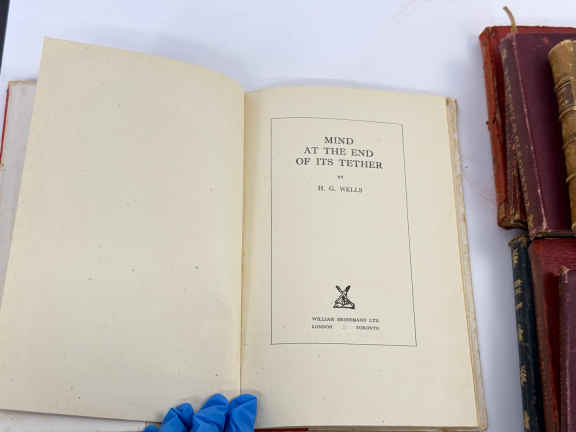 MIND
AT THE END
OF ITS TETHER
BY
H. G. WELLS
WILLIAM HEINEMANN LTD
LONDON : TORONTO